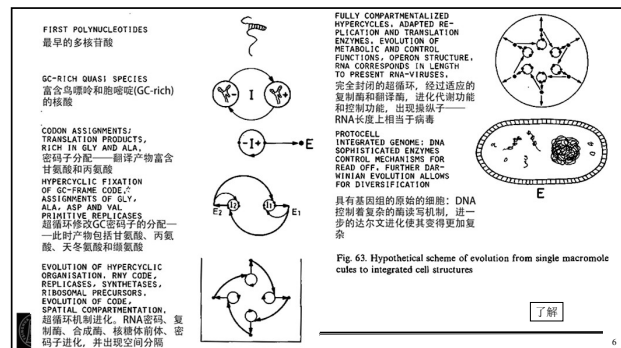 FIRST POLYNUCLEOTIDES
最早的多核苷酸
GC-RICH QUASI SPECIES
富含鸟嘌呤和胞嘧啶(GC-rich)
的核酸
I
CODON ASSIGNMENTS;
TRANSLATION PRODUCTS,
RICH IN GLY AND ALA,
密码子分配——翻译产物富含
甘氨酸和丙氨酸
-I+
E
HYPERCYCLIC FIXATION
OF GC-FRAME CODE,
ASSIGNMENTS OF GLY,
ALA, ASP AND VAL
PRIMITIVE REPLICASES
超循环修改GC密码子的分配—
—此时产物包括甘氨酸、丙氨
酸、天冬氨酸和缬氨酸
I2
I1
E2
E1
EVOLUTION OF HYPERCYCLIC
ORGANISATION, RNY CODE,
REPLICASES, SYNTHETASES,
RIBOSOMAL PRECURSORS.
EVOLUTION OF CODE,
SPATIAL COMPARTMENTATION,
超循环机制进化。RNA密码、复
制酶、合成酶、核糖体前体、密
码子进化，并出现空间分隔
FULLY COMPARTMENTALIZED
HYPERCYCLES, ADAPTED RE-
PLICATION AND TRANSLATION
ENZYMES, EVOLUTION OF
METABOLIC AND CONTROL
FUNCTIONS, OPERON STRUCTURE,
RNA CORRESPONDS IN LENGTH
TO PRESENT RNA-VIRUSES.
完全封闭的超循环，经过适应的
复制酶和翻译酶，进化代谢功能
和控制功能，出现操纵子——
RNA长度上相当于病毒
PROTOCELL
INTEGRATED GENOME: DNA
SOPHISTICATED ENZYMES
CONTROL MECHANISMS FOR
READ OFF, FURTHER DAR-
WINIAN EVOLUTION ALLOWS
FOR DIVERSIFICATION
E
具有基因组的原始的细胞：DNA
控制着复杂的酶读写机制，进一
步的达尔文进化使其变得更加复
杂
Fig. 63. Hypothetical scheme of evolution from single macromole
cules to integrated cell structures
了解
6